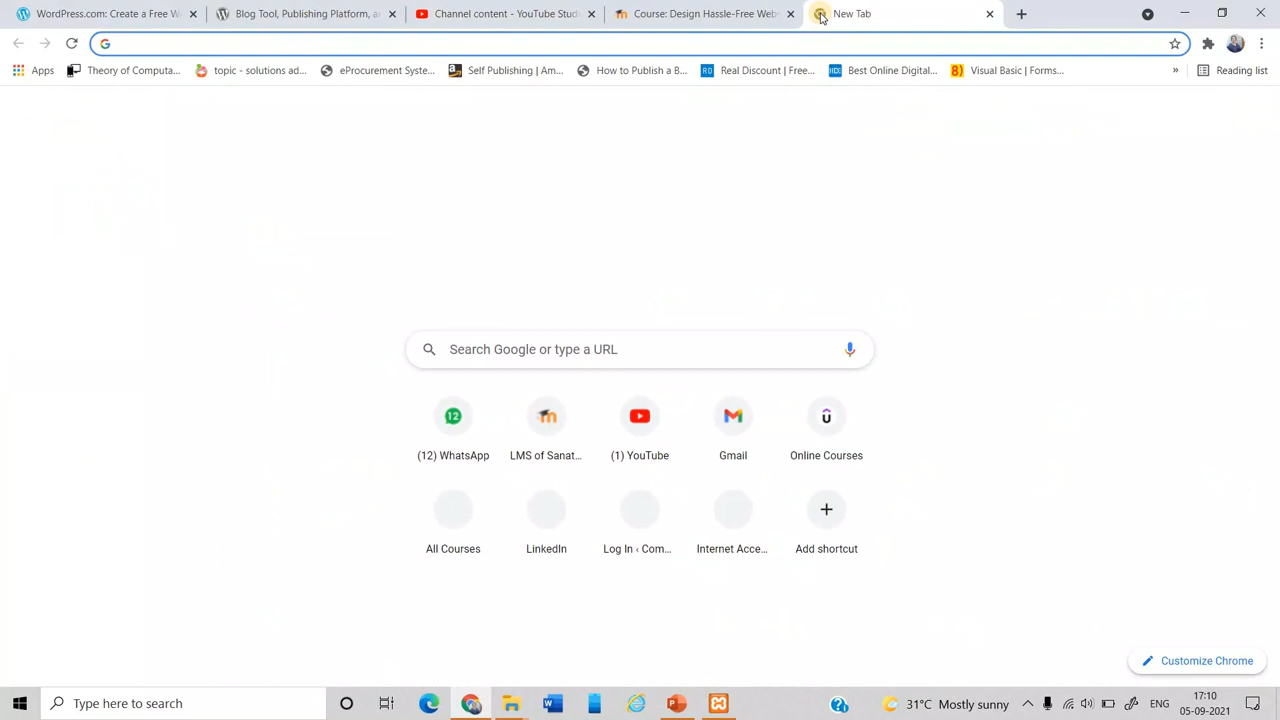 WordPress.com: Create a Free W
Blog Tool, Publishing Platform, a
Channel content - YouTube Stud
Course: Design Hassle-Free Web
New Tab
Apps
Theory of Computa...
topic - solutions ad...
eProcurement Syste...
Self Publishing | Am...
How to Publish a B...
RD
Real Discount | Free...
Best Online Digital...
8)
Visual Basic | Forms...
»
Reading list
Search Google or type a URL
12
(12) WhatsApp
LMS of Sanat...
(1) YouTube
Gmail
Online Courses
All Courses
LinkedIn
Log In ‹ Com...
Internet Acce...
Add shortcut
Customize Chrome
Type here to search
31°C Mostly sunny
ENG
17:10
05-09-2021